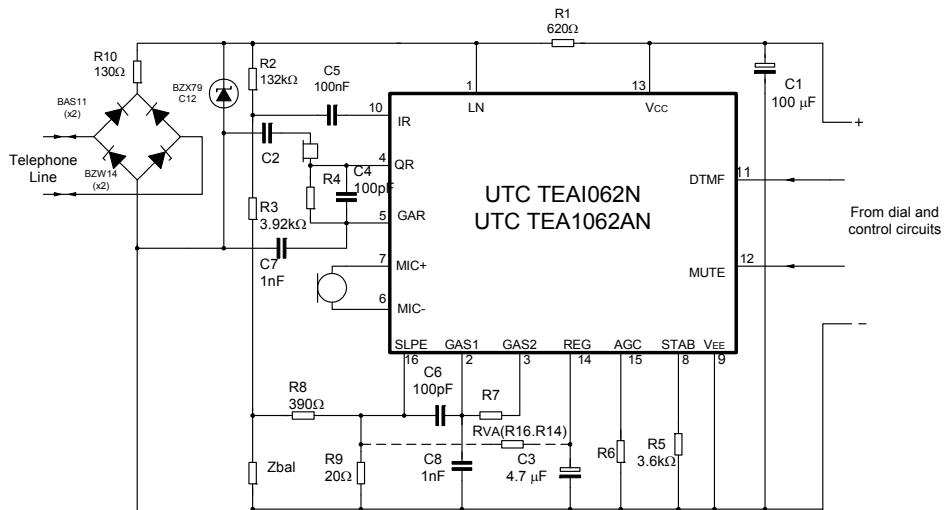 R1
620Ω
R10
130Ω
R2
132kΩ
C5
100nF
BZX79
C12
BAS11
(x2)
1
LN
13
VCC
C1
100 µF
+
10
IR
Telephone
Line
BZW14
(x2)
C2
4
QR
R4
C4
100pF
UTC TEAI062N
UTC TEA1062AN
DTMF
11
R3
3.92kΩ
5
GAR
From dial and
control circuits
C7
1nF
7
MIC+
MUTE
12
6
MIC-
SLPE
GAS1
GAS2
REG
AGC
STAB
VEE
16
2
3
14
15
8
9
–
C6
100pF
R8
390Ω
R7
RVA(R16.R14)
Zbal
R9
20Ω
C8
1nF
C3
4.7 µF
R6
R5
3.6kΩ